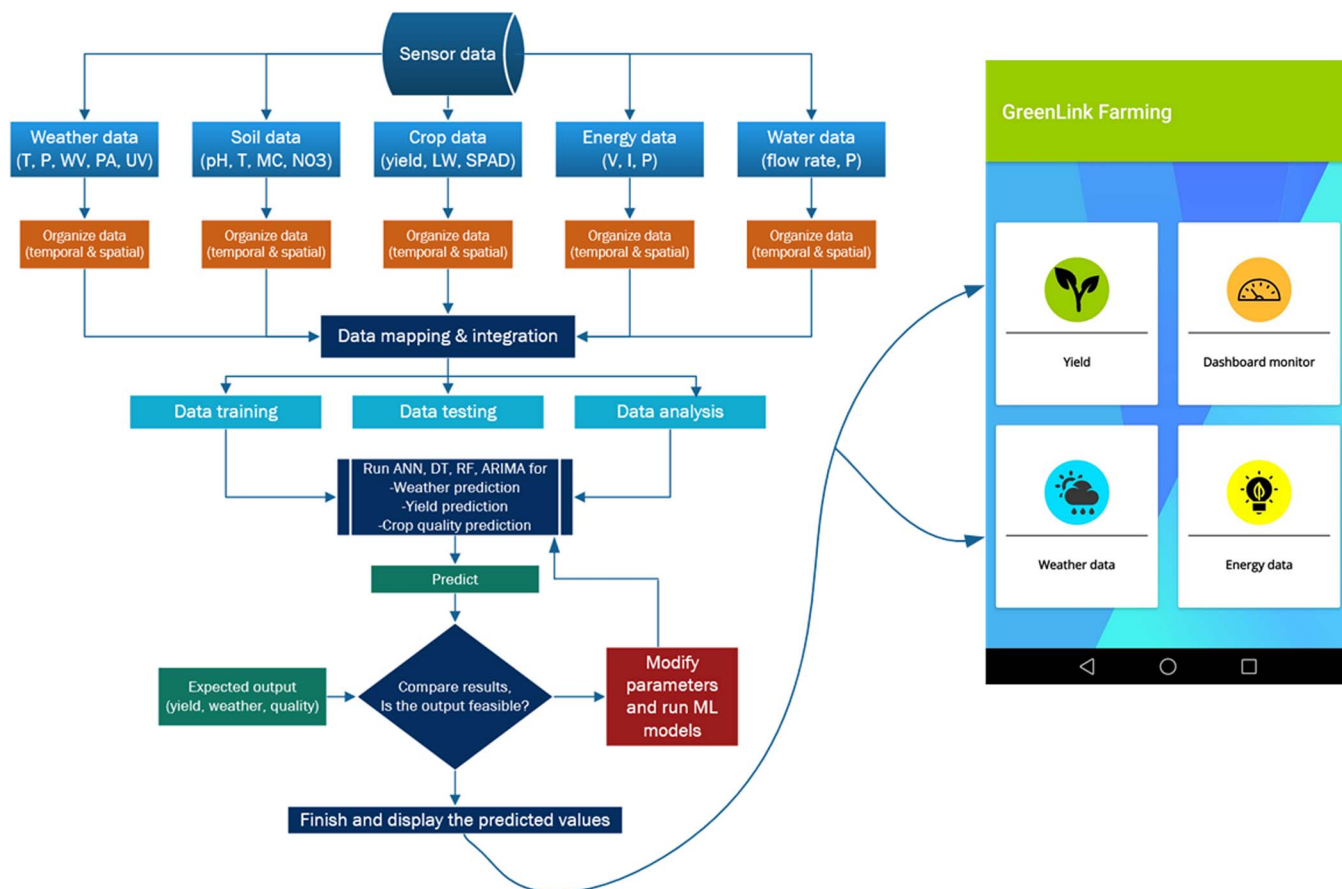 Sensor data
Weather data
(T, P, WV, PA, UV)
Soil data
(pH, T, MC, NO3)
Crop data
(yield, LW, SPAD)
Energy data
(V, I, P)
Water data
(flow rate, P)
Organize data
(temporal & spatial)
Organize data
(temporal & spatial)
Organize data
(temporal & spatial)
Organize data
(temporal & spatial)
Organize data
(temporal & spatial)
Data mapping & integration
Data training
Data testing
Data analysis
Run ANN, DT, RF, ARIMA for
-Weather prediction
-Yield prediction
-Crop quality prediction
Predict
Expected output
(yield, weather, quality)
Compare results,
Is the output feasible?
Modify
parameters
and run ML
models
Finish and display the predicted values
GreenLink Farming
Yield
Dashboard monitor
Weather data
Energy data